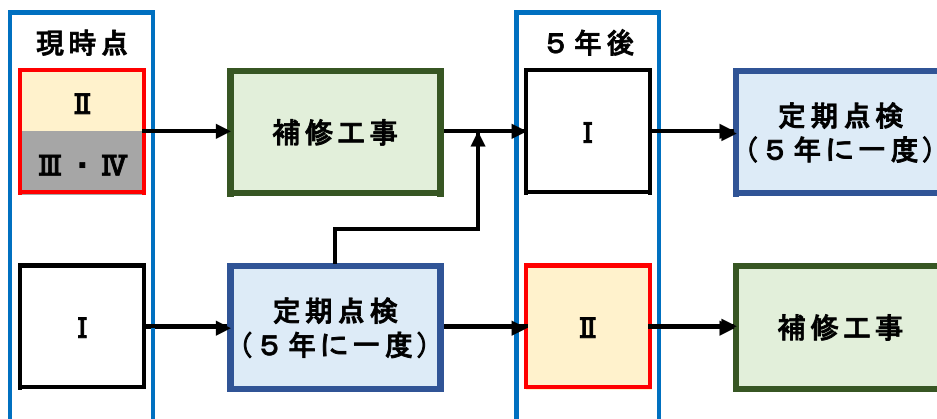 現時点
５年後
Ⅱ
Ⅲ・Ⅳ
補修工事
Ⅰ
定期点検
（５年に一度）
Ⅰ
定期点検
（５年に一度）
Ⅱ
補修工事